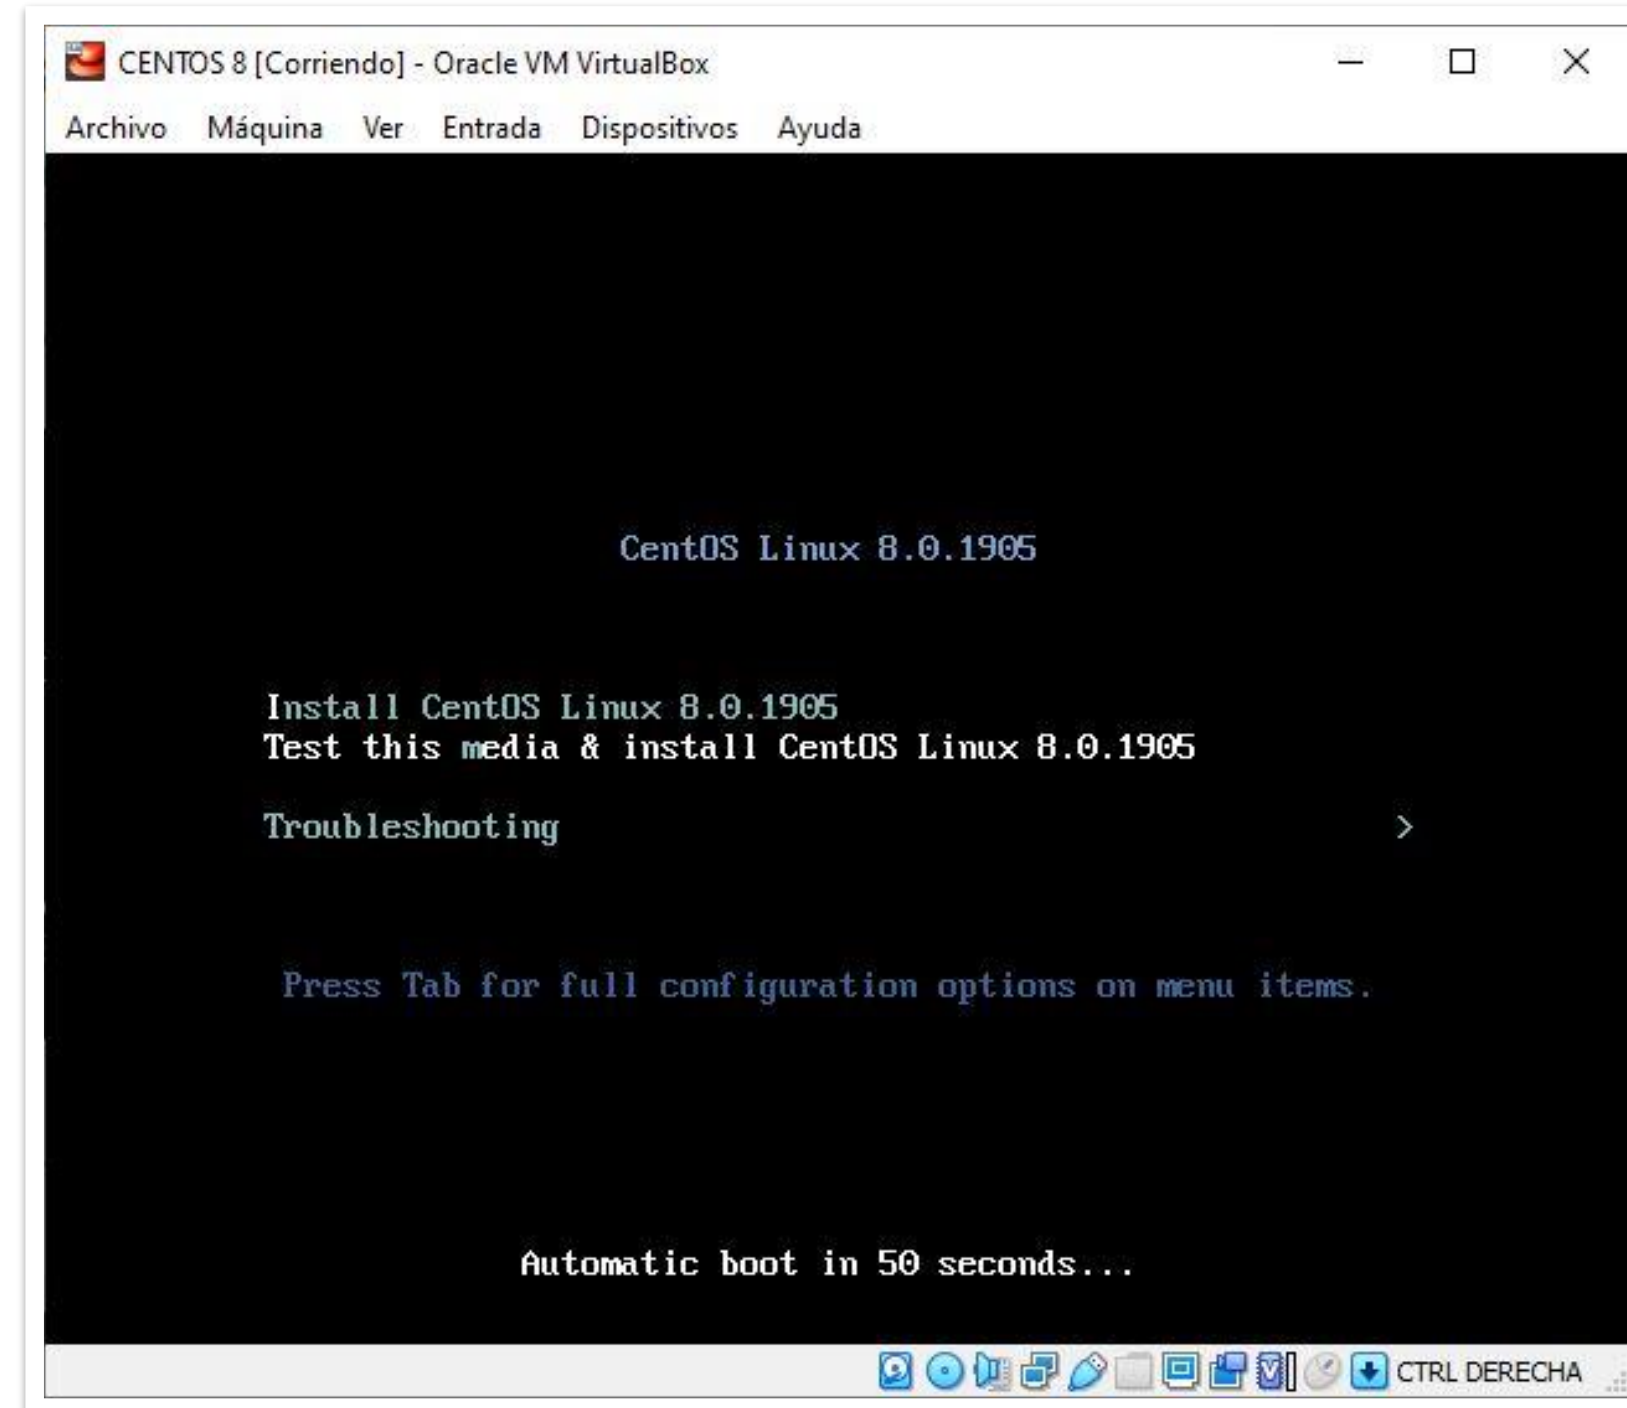 CENTOS 8 [Corriendo] - Oracle VM VirtualBox
Archivo Máquina Ver Entrada Dispositivos Ayuda
CentOS Linux 8.0.1905
Install CentOS Linux 8.0.1905
Test this media & install CentOS Linux 8.0.1905
Troubleshooting >
Press Tab for full configuration options on menu items.
Automatic boot in 50 seconds...
CTRL DERECHA